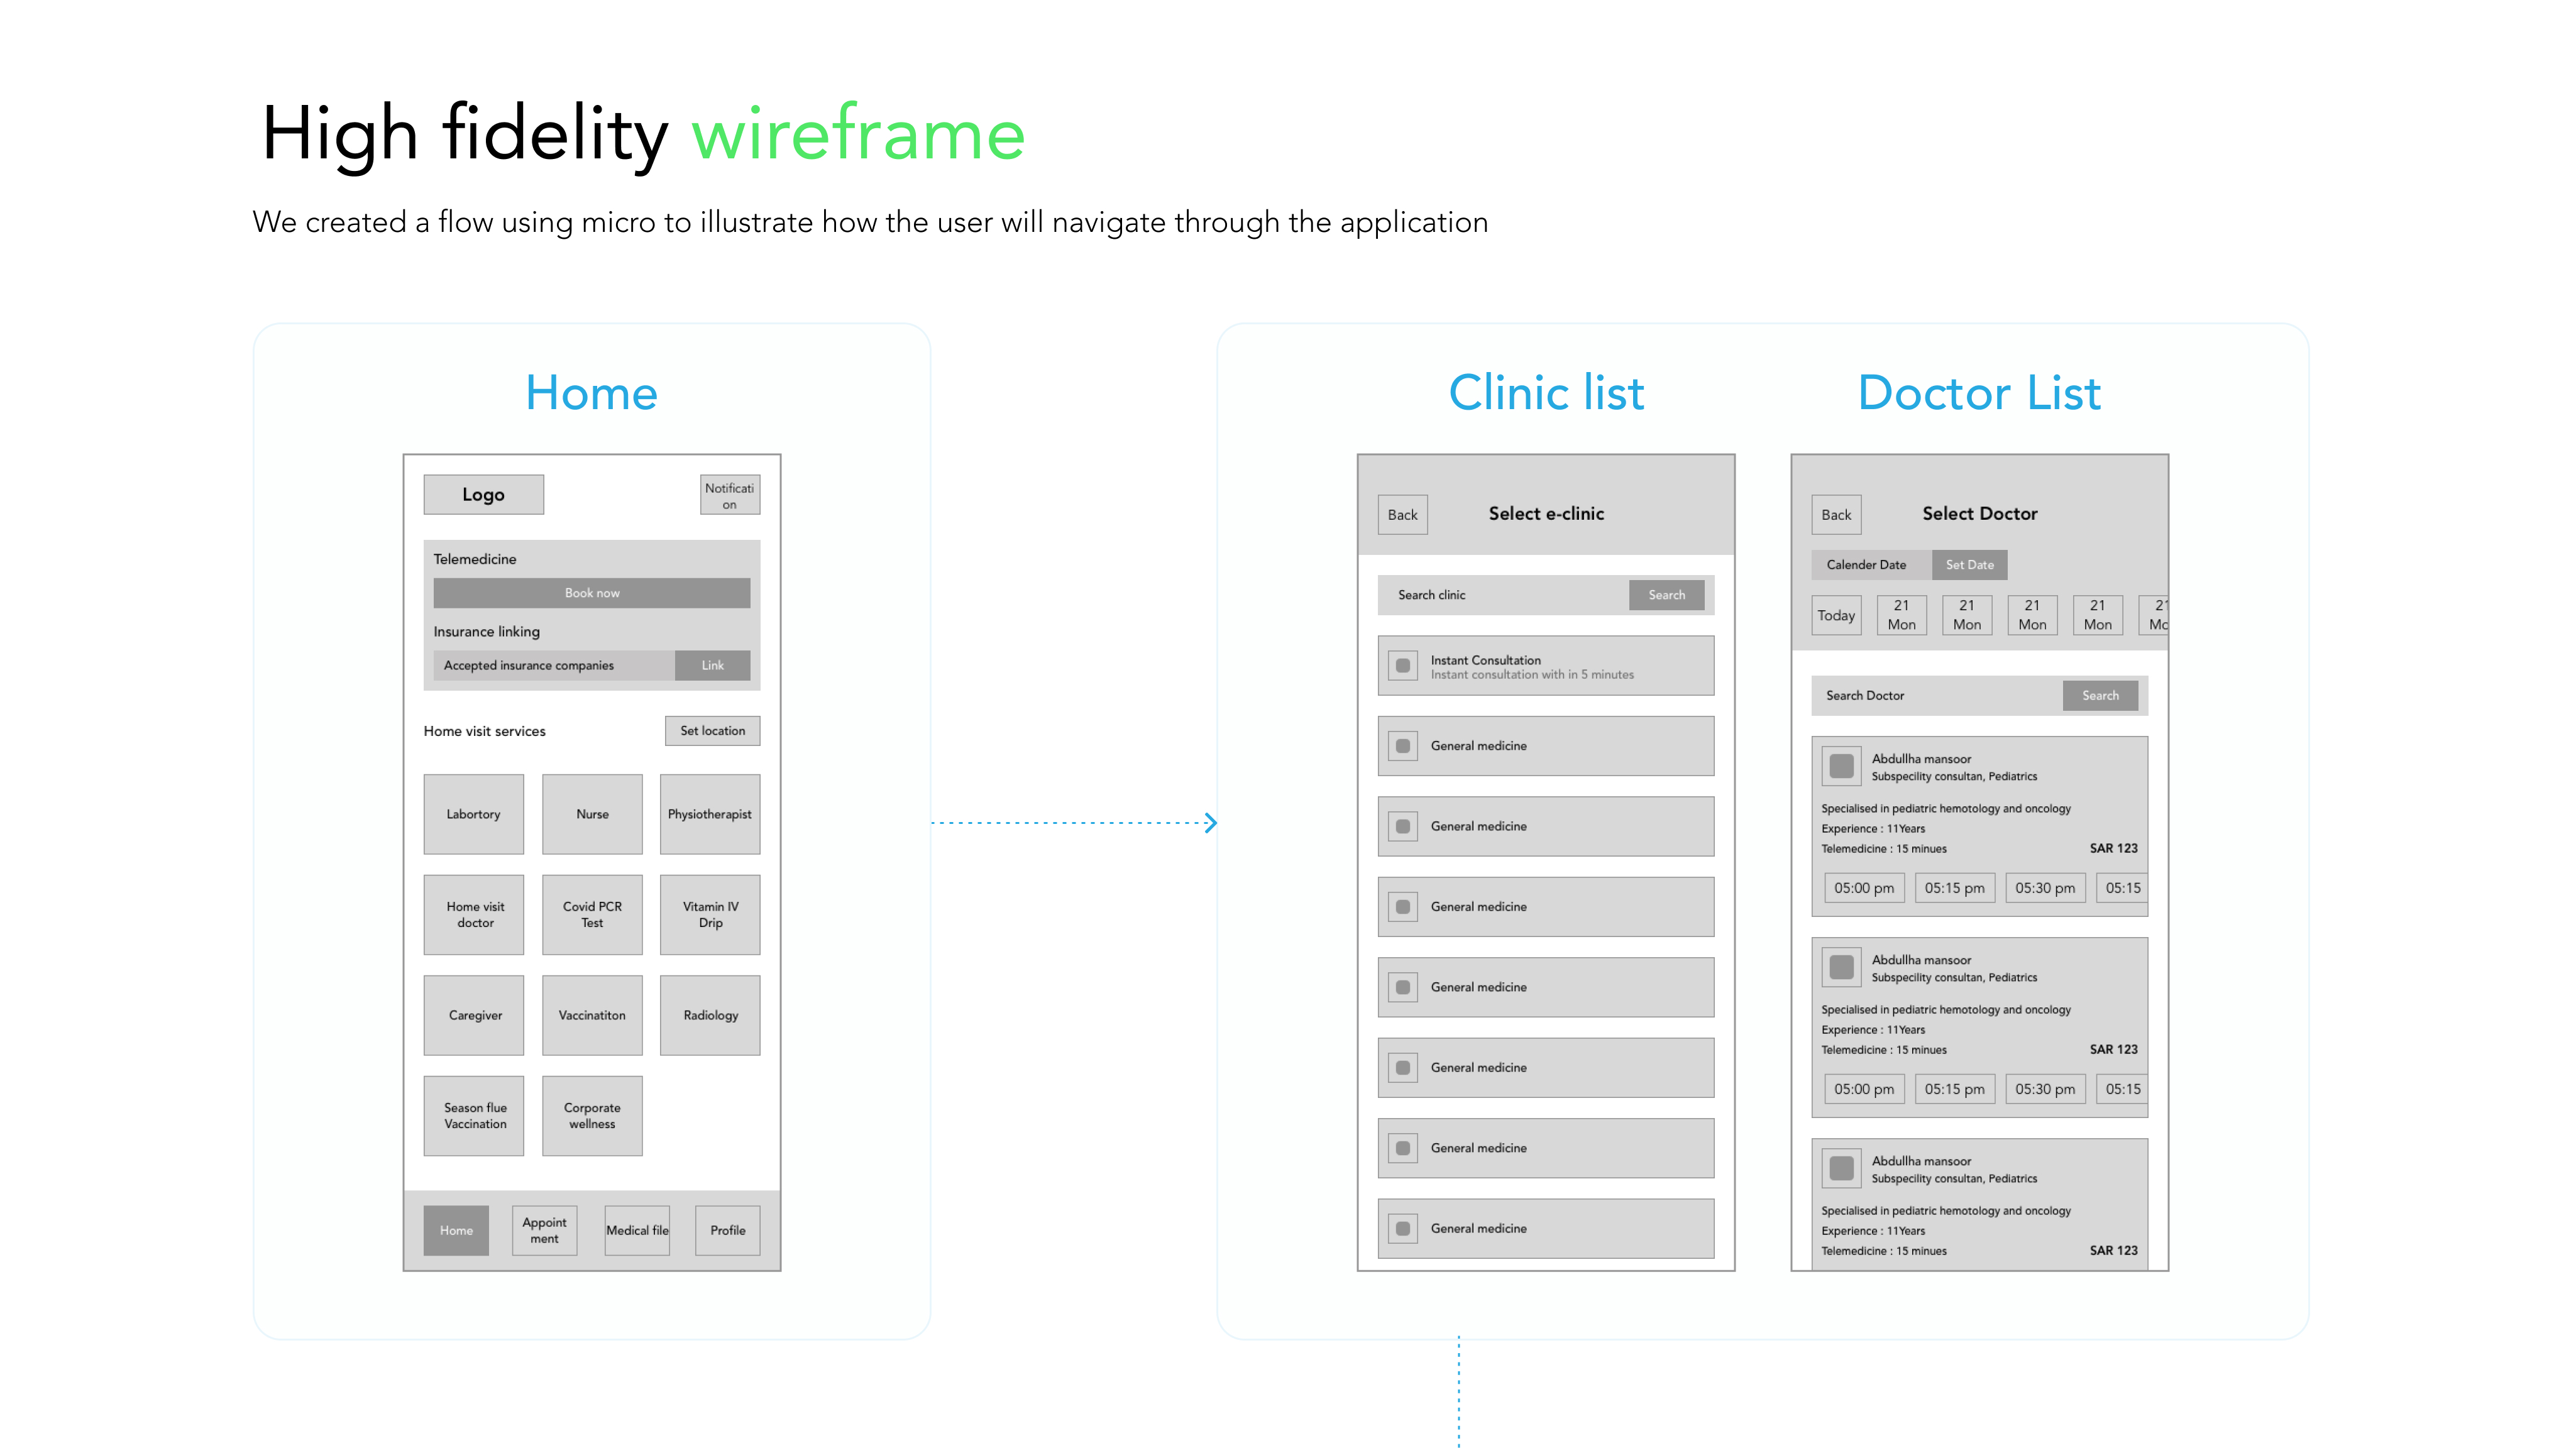 High fidelity wireframe
We created a flow using micro to illustrate how the user will navigate through the application
Home
Logo
Notificati
on
Telemedicine
Book now
Insurance linking
Accepted insurance companies
Link
Home visit services
Set location
Labortory
Nurse
Physiotherapist
Home visit
doctor
Covid PCR
Test
Vitamin IV
Drip
Caregiver
Vaccinatiton
Radiology
Season flue
Vaccination
Corporate
wellness
Home
Appoint
ment
Medical file
Profile
Clinic list
Back
Select e-clinic
Search clinic
Search
Instant Consultation
Instant consultation with in 5 minutes
General medicine
General medicine
General medicine
General medicine
General medicine
General medicine
General medicine
Doctor List
Back
Select Doctor
Calender Date
Set Date
Today
21
Mon
21
Mon
21
Mon
21
Mon
21
Mo
Search Doctor
Search
Abdullha mansoor
Subspecility consultan, Pediatrics
Specialised in pediatric hemotology and oncology
Experience : 11Years
Telemedicine : 15 minues
SAR 123
05:00 pm
05:15 pm
05:30 pm
05:15
Abdullha mansoor
Subspecility consultan, Pediatrics
Specialised in pediatric hemotology and oncology
Experience : 11Years
Telemedicine : 15 minues
SAR 123
05:00 pm
05:15 pm
05:30 pm
05:15
Abdullha mansoor
Subspecility consultan, Pediatrics
Specialised in pediatric hemotology and oncology
Experience : 11Years
Telemedicine : 15 minues
SAR 123